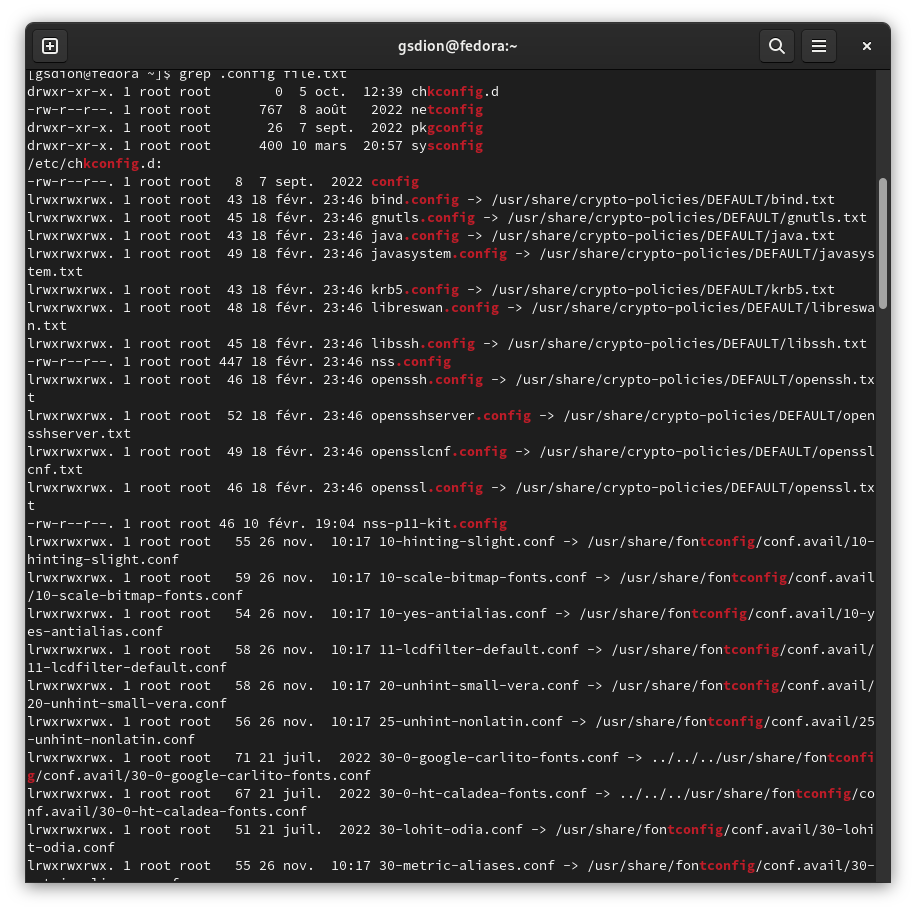 gsdion@fedora:~
[gsdion@fedora ~]$ grep .config file.txt
drwxr-xr-x. 1 root root        0  5 oct.  12:39 chkconfig.d
-rw-r--r--. 1 root root      767  8 août   2022 netconfig
drwxr-xr-x. 1 root root       26  7 sept.  2022 pkgconfig
drwxr-xr-x. 1 root root      400 10 mars  20:57 sysconfig
/etc/chkconfig.d:
-rw-r--r--. 1 root root   8  7 sept.  2022 config
lrwxrwxrwx. 1 root root  43 18 févr. 23:46 bind.config -> /usr/share/crypto-policies/DEFAULT/bind.txt
lrwxrwxrwx. 1 root root  45 18 févr. 23:46 gnutls.config -> /usr/share/crypto-policies/DEFAULT/gnutls.txt
lrwxrwxrwx. 1 root root  43 18 févr. 23:46 java.config -> /usr/share/crypto-policies/DEFAULT/java.txt
lrwxrwxrwx. 1 root root  49 18 févr. 23:46 javasystem.config -> /usr/share/crypto-policies/DEFAULT/javasys
tem.txt
lrwxrwxrwx. 1 root root  43 18 févr. 23:46 krb5.config -> /usr/share/crypto-policies/DEFAULT/krb5.txt
lrwxrwxrwx. 1 root root  48 18 févr. 23:46 libreswan.config -> /usr/share/crypto-policies/DEFAULT/libreswa
n.txt
lrwxrwxrwx. 1 root root  45 18 févr. 23:46 libssh.config -> /usr/share/crypto-policies/DEFAULT/libssh.txt
-rw-r--r--. 1 root root 447 18 févr. 23:46 nss.config
lrwxrwxrwx. 1 root root  46 18 févr. 23:46 openssh.config -> /usr/share/crypto-policies/DEFAULT/openssh.tx
t
lrwxrwxrwx. 1 root root  52 18 févr. 23:46 opensshserver.config -> /usr/share/crypto-policies/DEFAULT/open
sshserver.txt
lrwxrwxrwx. 1 root root  49 18 févr. 23:46 opensslcnf.config -> /usr/share/crypto-policies/DEFAULT/openssl
cnf.txt
lrwxrwxrwx. 1 root root  46 18 févr. 23:46 openssl.config -> /usr/share/crypto-policies/DEFAULT/openssl.tx
t
-rw-r--r--. 1 root root 46 10 févr. 19:04 nss-p11-kit.config
lrwxrwxrwx. 1 root root   55 26 nov.  10:17 10-hinting-slight.conf -> /usr/share/fontconfig/conf.avail/10-
hinting-slight.conf
lrwxrwxrwx. 1 root root   59 26 nov.  10:17 10-scale-bitmap-fonts.conf -> /usr/share/fontconfig/conf.avail
/10-scale-bitmap-fonts.conf
lrwxrwxrwx. 1 root root   54 26 nov.  10:17 10-yes-antialias.conf -> /usr/share/fontconfig/conf.avail/10-y
es-antialias.conf
lrwxrwxrwx. 1 root root   58 26 nov.  10:17 11-lcdfilter-default.conf -> /usr/share/fontconfig/conf.avail/
11-lcdfilter-default.conf
lrwxrwxrwx. 1 root root   58 26 nov.  10:17 20-unhint-small-vera.conf -> /usr/share/fontconfig/conf.avail/
20-unhint-small-vera.conf
lrwxrwxrwx. 1 root root   56 26 nov.  10:17 25-unhint-nonlatin.conf -> /usr/share/fontconfig/conf.avail/25
-unhint-nonlatin.conf
lrwxrwxrwx. 1 root root   71 21 juil.  2022 30-0-google-carlito-fonts.conf -> ../../../usr/share/fontconfi
g/conf.avail/30-0-google-carlito-fonts.conf
lrwxrwxrwx. 1 root root   67 21 juil.  2022 30-0-ht-caladea-fonts.conf -> ../../../usr/share/fontconfig/co
nf.avail/30-0-ht-caladea-fonts.conf
lrwxrwxrwx. 1 root root   51 21 juil.  2022 30-lohit-odia.conf -> /usr/share/fontconfig/conf.avail/30-lohi
t-odia.conf
lrwxrwxrwx. 1 root root   55 26 nov.  10:17 30-metric-aliases.conf -> /usr/share/fontconfig/conf.avail/30-